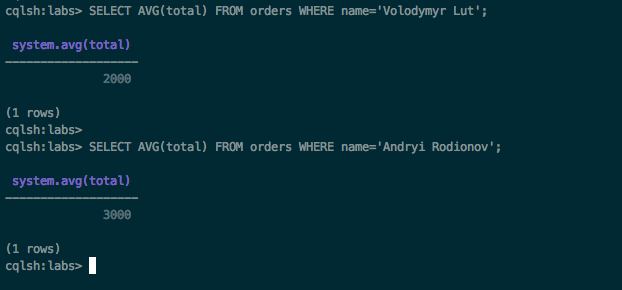 cqlsh:labs> SELECT AVG(total) FROM orders WHERE name='Volodymyr Lut';
system.avg(total)
-------------------
2000
(1 rows)
cqlsh:labs>
cqlsh:labs> SELECT AVG(total) FROM orders WHERE name='Andryi Rodionov';
system.avg(total)
-------------------
3000
(1 rows)
cqlsh:labs>